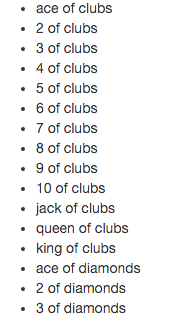 ace of clubs
2 of clubs
3 of clubs
4 of clubs
5 of clubs
6 of clubs
7 of clubs
8 of clubs
9 of clubs
10 of clubs
jack of clubs
queen of clubs
king of clubs
ace of diamonds
2 of diamonds
3 of diamonds